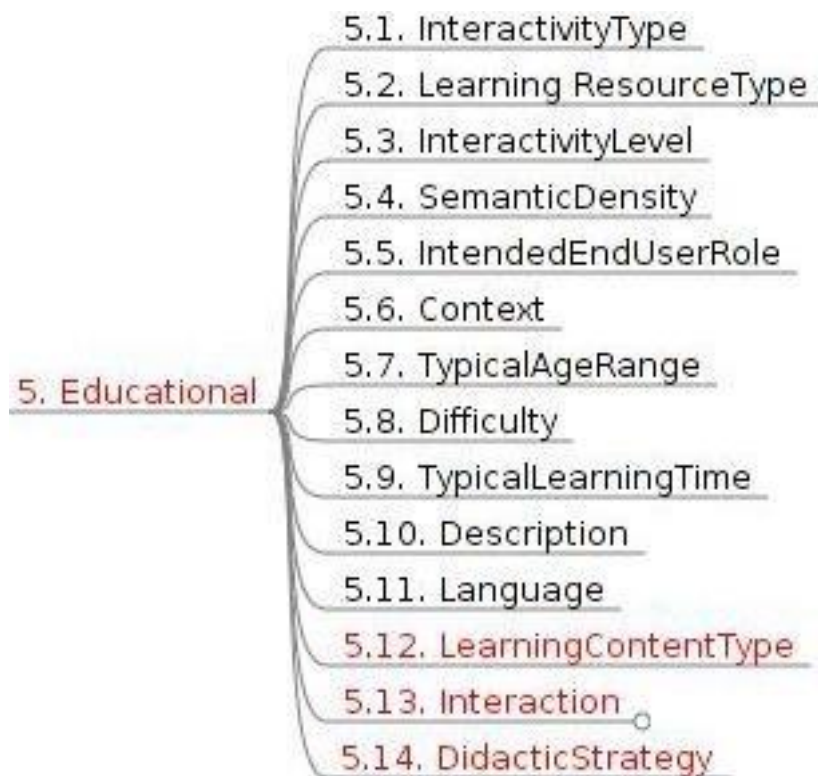 5. Educational
5.1. InteractivityType
5.2. Learning ResourceType
5.3. InteractivityLevel
5.4. SemanticDensity
5.5. IntendedEndUserRole
5.6. Context
5.7. TypicalAgeRange
5.8. Difficulty
5.9. TypicalLearningTime
5.10. Description
5.11. Language
5.12. LearningContentType
5.13. Interaction
5.14. DidacticStrategy